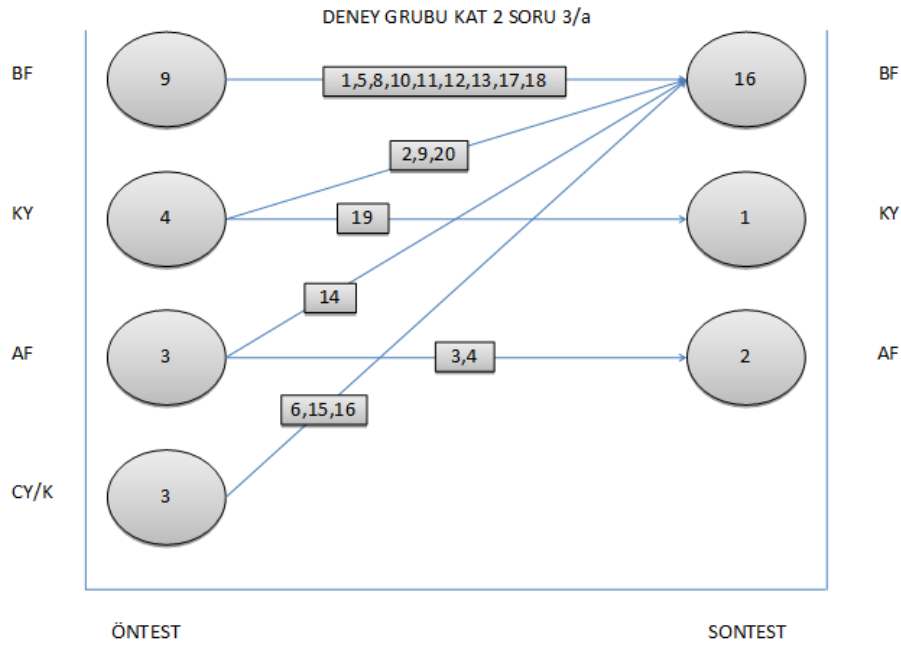 DENEY GRUBU KAT 2 SORU 3/a
BF
9
1,5,8,10,11,12,13,17,18
16
BF
2,9,20
KY
4
19
1
KY
14
AF
3
3,4
2
AF
6,15,16
CY/K
3
ÖNTEST
SONTEST